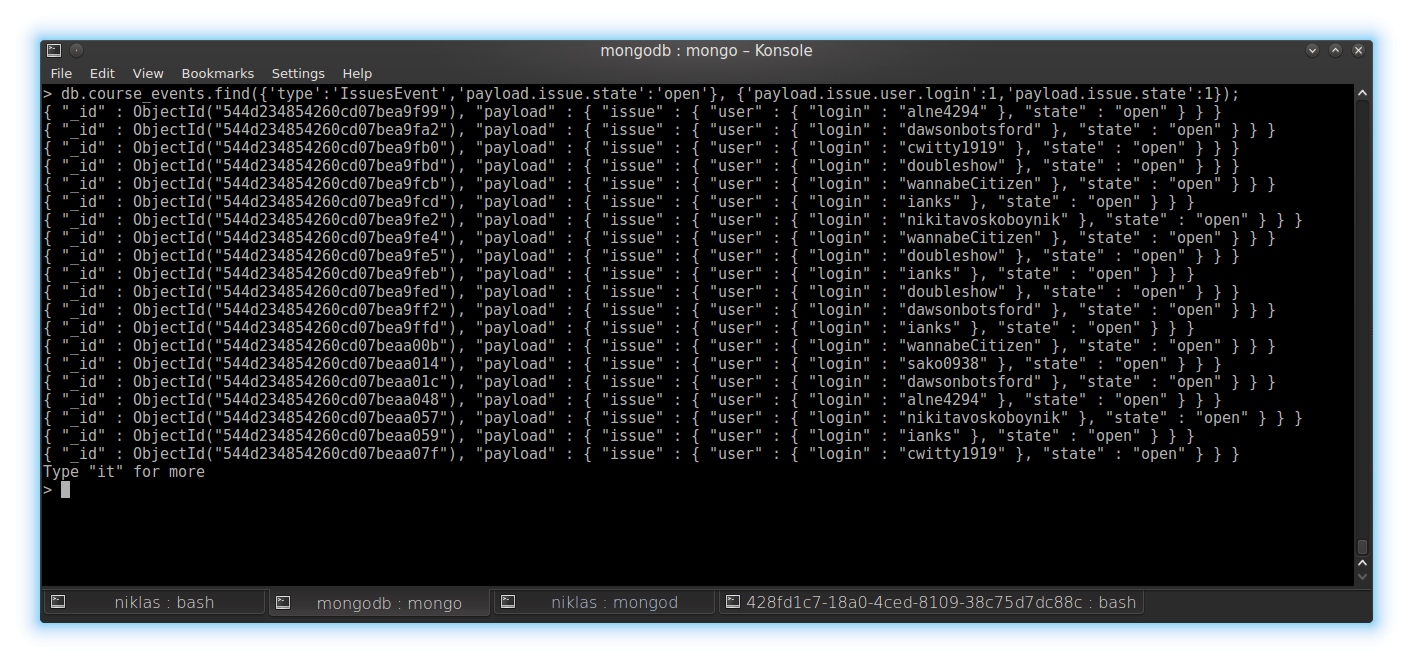 mongodb : mongo – Konsole
File Edit View Bookmarks Settings Help
> db.course_events.find({'type':'IssuesEvent','payload.issue.state':'open'}, {'payload.issue.user.login':1,'payload.issue.state':1});
{ "_id" : ObjectId("544d234854260cd07bea9f99"), "payload" : { "issue" : { "user" : { "login" : "alne4294" }, "state" : "open" } } }
{ "_id" : ObjectId("544d234854260cd07bea9fa2"), "payload" : { "issue" : { "user" : { "login" : "dawsonbotsford" }, "state" : "open" } } }
{ "_id" : ObjectId("544d234854260cd07bea9fb0"), "payload" : { "issue" : { "user" : { "login" : "cwitty1919" }, "state" : "open" } } }
{ "_id" : ObjectId("544d234854260cd07bea9fbd"), "payload" : { "issue" : { "user" : { "login" : "doubleshow" }, "state" : "open" } } }
{ "_id" : ObjectId("544d234854260cd07bea9fcb"), "payload" : { "issue" : { "user" : { "login" : "wannabeCitizen" }, "state" : "open" } } }
{ "_id" : ObjectId("544d234854260cd07bea9fcd"), "payload" : { "issue" : { "user" : { "login" : "ianks" }, "state" : "open" } } }
{ "_id" : ObjectId("544d234854260cd07bea9fe2"), "payload" : { "issue" : { "user" : { "login" : "nikitavoskoboynik" }, "state" : "open" } } }
{ "_id" : ObjectId("544d234854260cd07bea9fe4"), "payload" : { "issue" : { "user" : { "login" : "wannabeCitizen" }, "state" : "open" } } }
{ "_id" : ObjectId("544d234854260cd07bea9fe5"), "payload" : { "issue" : { "user" : { "login" : "doubleshow" }, "state" : "open" } } }
{ "_id" : ObjectId("544d234854260cd07bea9feb"), "payload" : { "issue" : { "user" : { "login" : "ianks" }, "state" : "open" } } }
{ "_id" : ObjectId("544d234854260cd07bea9fed"), "payload" : { "issue" : { "user" : { "login" : "doubleshow" }, "state" : "open" } } }
{ "_id" : ObjectId("544d234854260cd07bea9ff2"), "payload" : { "issue" : { "user" : { "login" : "dawsonbotsford" }, "state" : "open" } } }
{ "_id" : ObjectId("544d234854260cd07bea9ffd"), "payload" : { "issue" : { "user" : { "login" : "ianks" }, "state" : "open" } } }
{ "_id" : ObjectId("544d234854260cd07beaa00b"), "payload" : { "issue" : { "user" : { "login" : "wannabeCitizen" }, "state" : "open" } } }
{ "_id" : ObjectId("544d234854260cd07beaa014"), "payload" : { "issue" : { "user" : { "login" : "sako0938" }, "state" : "open" } } }
{ "_id" : ObjectId("544d234854260cd07beaa01c"), "payload" : { "issue" : { "user" : { "login" : "dawsonbotsford" }, "state" : "open" } } }
{ "_id" : ObjectId("544d234854260cd07beaa048"), "payload" : { "issue" : { "user" : { "login" : "alne4294" }, "state" : "open" } } }
{ "_id" : ObjectId("544d234854260cd07beaa057"), "payload" : { "issue" : { "user" : { "login" : "nikitavoskoboynik" }, "state" : "open" } } }
{ "_id" : ObjectId("544d234854260cd07beaa059"), "payload" : { "issue" : { "user" : { "login" : "ianks" }, "state" : "open" } } }
{ "_id" : ObjectId("544d234854260cd07beaa07f"), "payload" : { "issue" : { "user" : { "login" : "cwitty1919" }, "state" : "open" } } }
Type "it" for more
>
niklas : bash mongodb : mongo niklas : mongod 428fd1c7-18a0-4ced-8109-38c75d7dc88c : bash